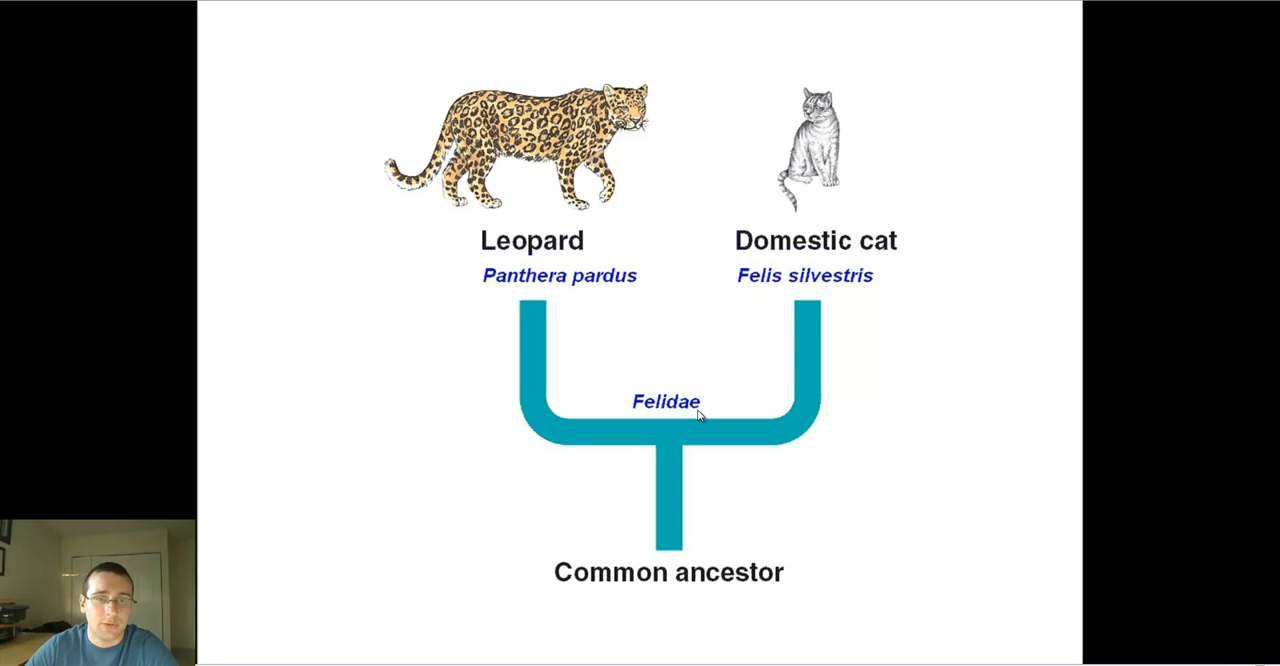 Leopard
Domestic cat
Panthera pardus
Felis silvestris
Felidae
Common ancestor